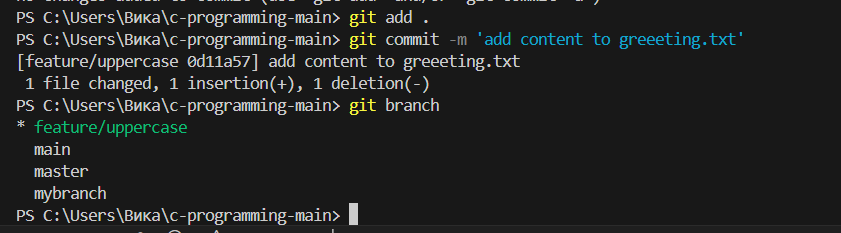 PS C:\Users\Вика\c-programming-main> git add .
PS C:\Users\Вика\c-programming-main> git commit -m 'add content to greeeting.txt'
[feature/uppercase 0d11a57] add content to greeeting.txt
 1 file changed, 1 insertion(+), 1 deletion(-)
PS C:\Users\Вика\c-programming-main> git branch
* feature/uppercase
  main
  master
  mybranch
PS C:\Users\Вика\c-programming-main>